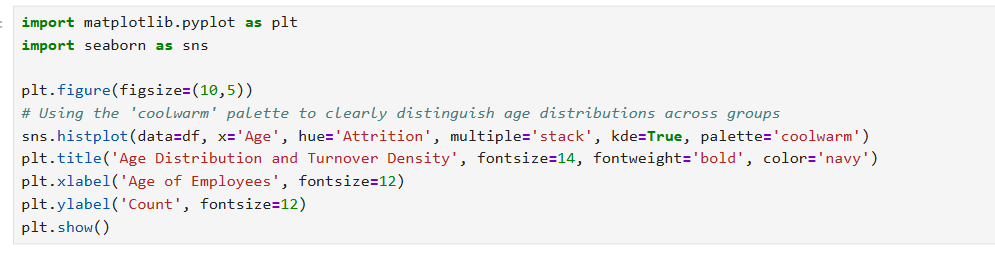 import matplotlib.pyplot as plt
import seaborn as sns
plt.figure(figsize=(10,5))
# Using the 'coolwarm' palette to clearly distinguish age distributions across groups
sns.histplot(data=df, x='Age', hue='Attrition', multiple='stack', kde=True, palette='coolwarm')
plt.title('Age Distribution and Turnover Density', fontsize=14, fontweight='bold', color='navy')
plt.xlabel('Age of Employees', fontsize=12)
plt.ylabel('Count', fontsize=12)
plt.show()